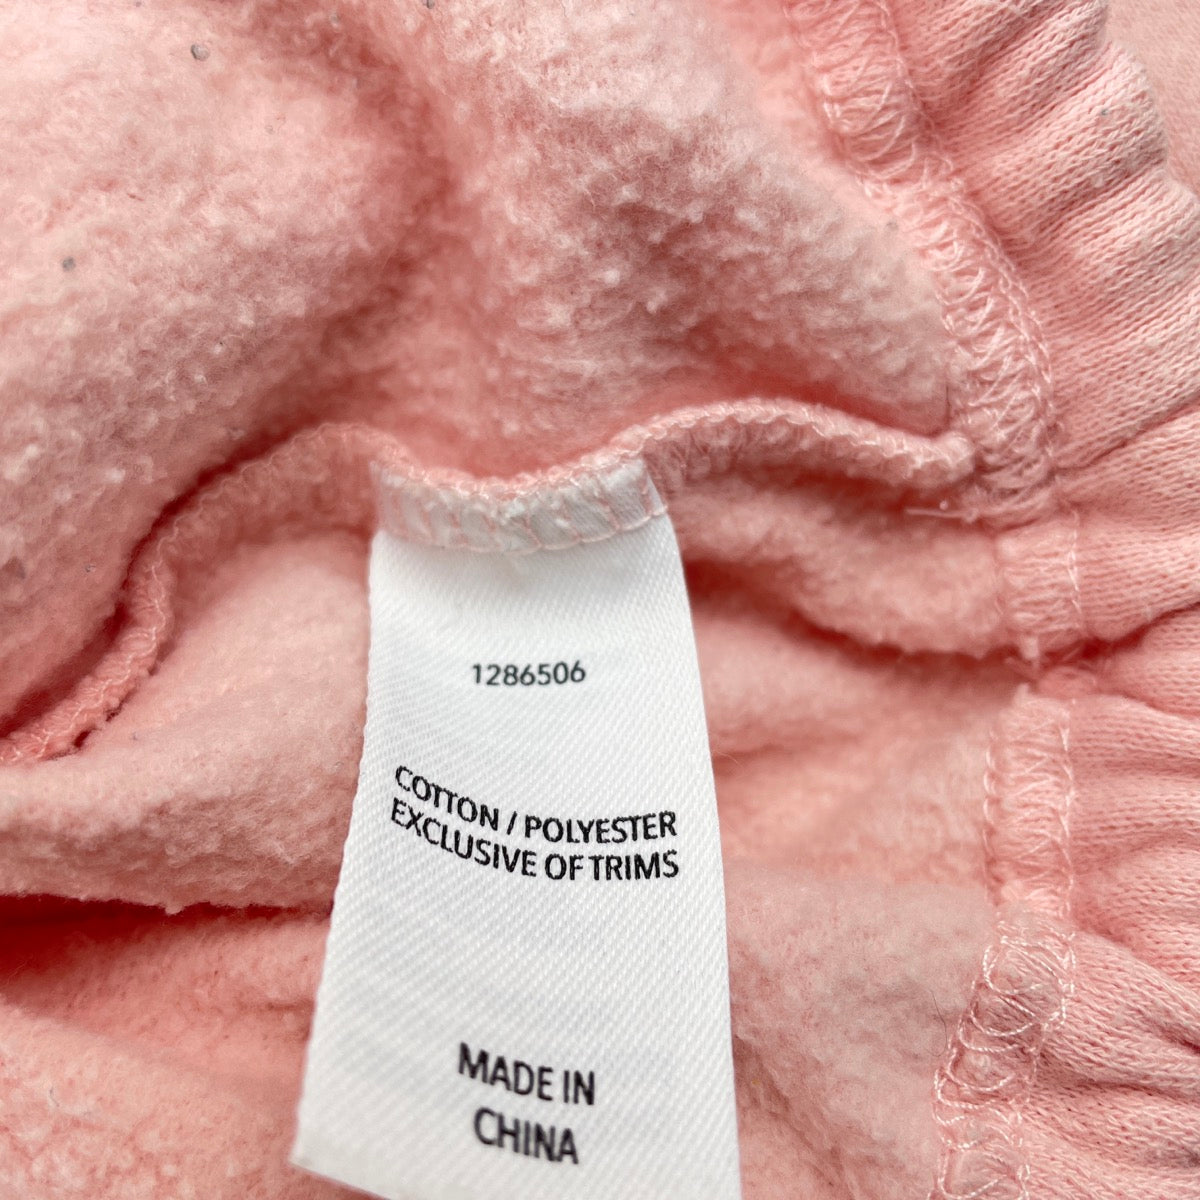 1286506
COTTON / POLYESTER
EXCLUSIVE OF TRIMS
MADE IN
CHINA